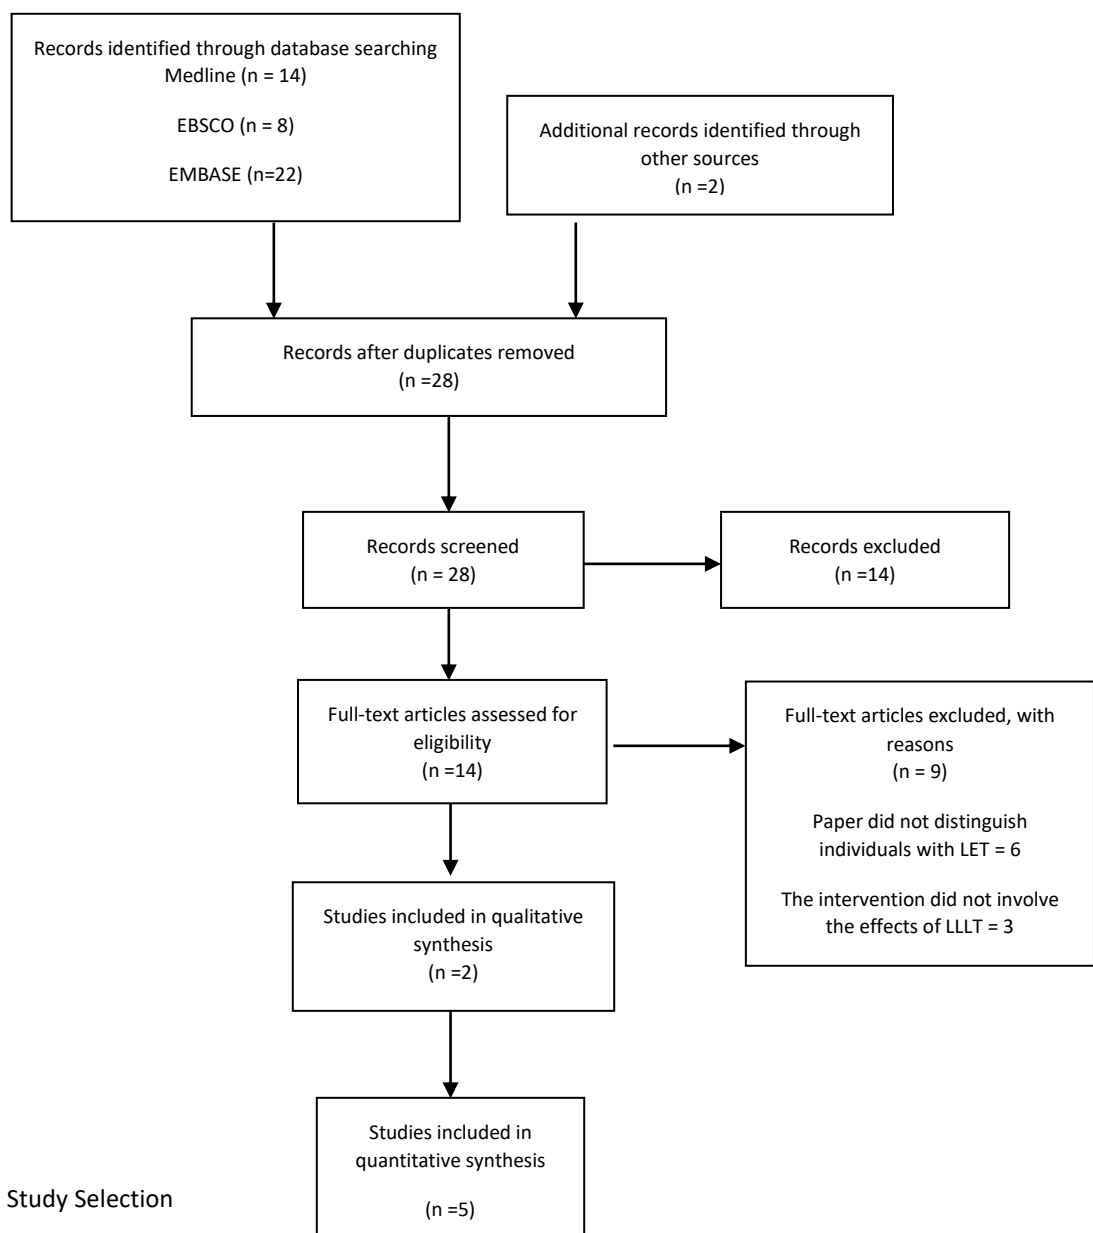 Records identified through database searching
Medline (n = 14)
EBSCO (n = 8)
EMBASE (n=22)
Additional records identified through
other sources
(n =2)
Records after duplicates removed
(n =28)
Records screened
(n = 28)
Records excluded
(n =14)
Full-text articles assessed for
eligibility
(n =14)
Full-text articles excluded, with
reasons
(n = 9)
Paper did not distinguish
individuals with LET = 6
The intervention did not involve
the effects of LLLT = 3
Studies included in qualitative
synthesis
(n =2)
Studies included in
quantitative synthesis
(n =5)
Study Selection